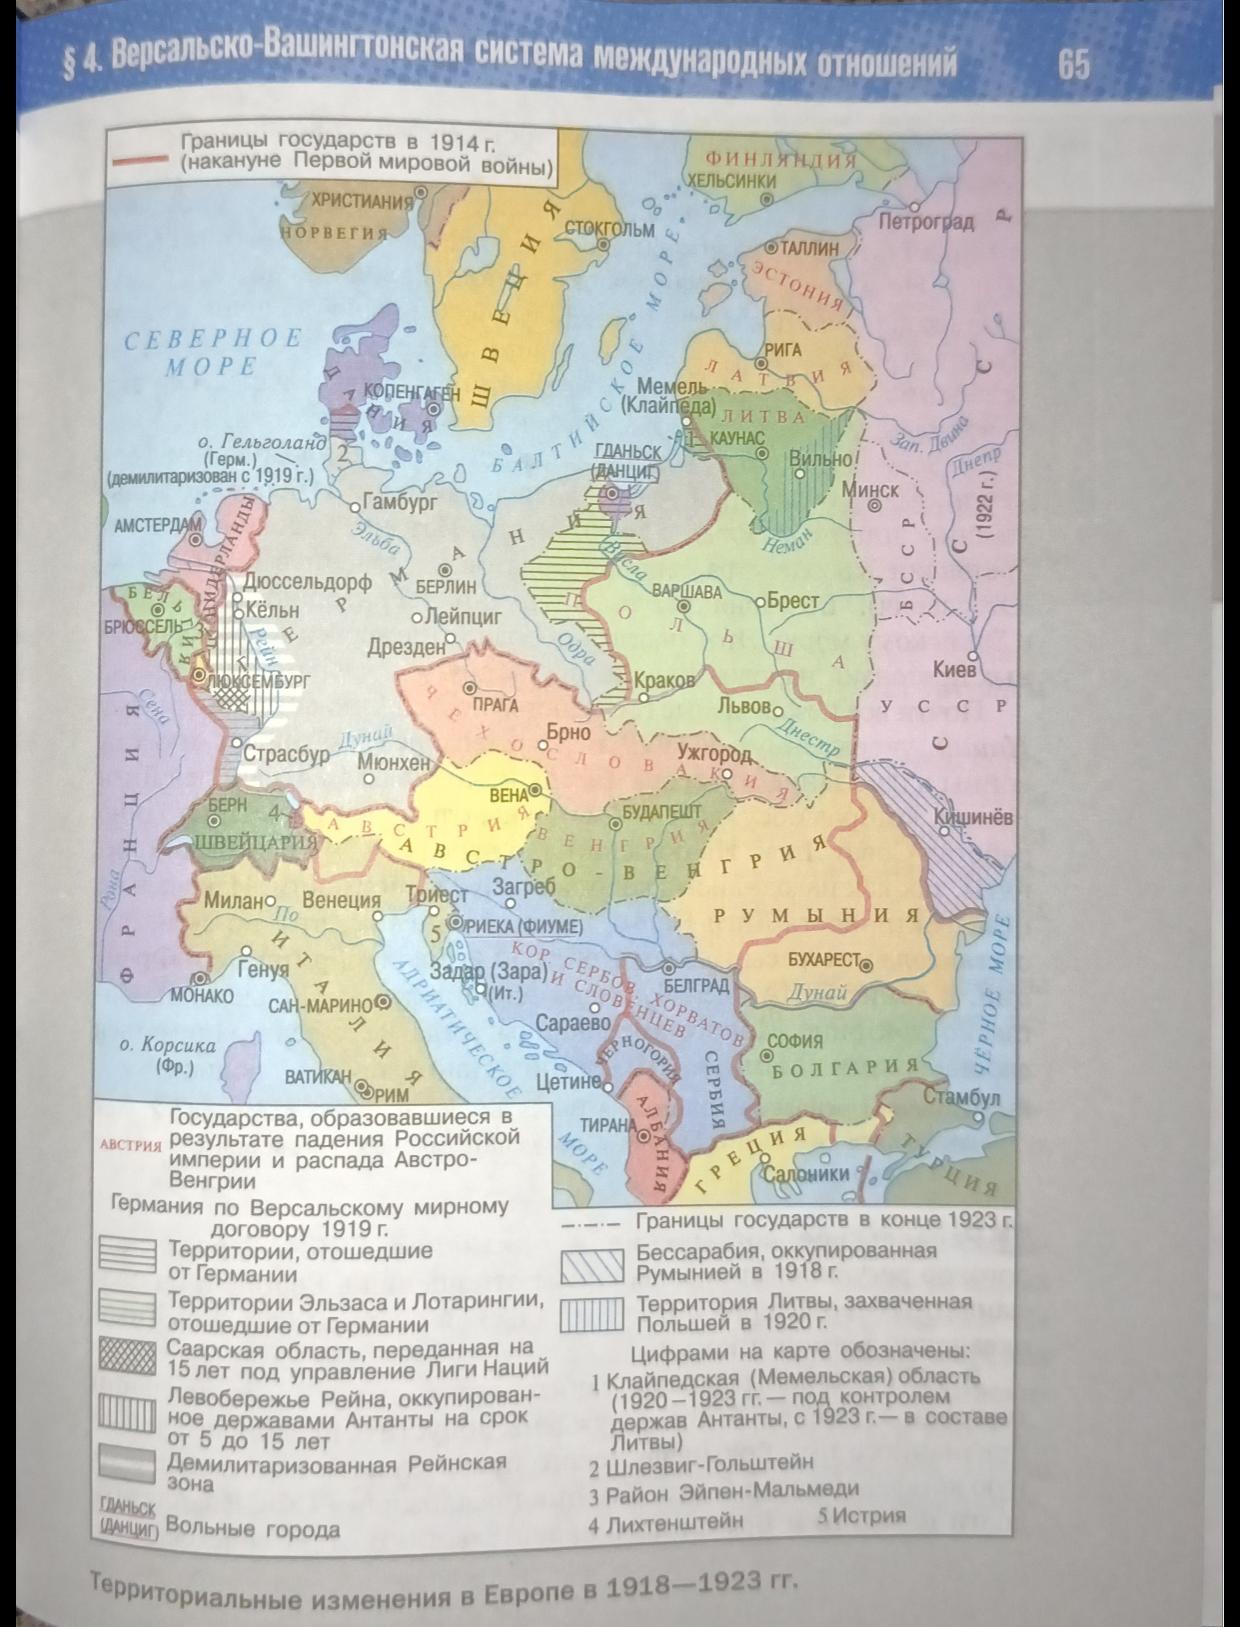 § 4. Версальско-Вашингтонская система международных отношений 65
Границы государств в 1914 г.
(накануне Первой мировой войны)
ФИНЛЯНДИЯ
ХЕЛЬСИНКИ
ХРИСТИАНИЯ
НОРВЕГИЯ
СТОКГОЛЬМ
ШВЕЦИЯ
Петроград
Р
ТАЛЛИН
ЭСТОНИЯ
СЕВЕРНОЕ
МОРЕ
БАЛТИЙСКОЕ МОРЕ
РИГА
ЛАТВИЯ
С
ДАНИЯ
КОПЕНГАГЕН
Мемель
(Клайпеда)
ЛИТВА
1
КАУНАС
Вильно
Зап. Двина
Днепр
о. Гельголанд
(Герм.)
(демилитаризован с 1919 г.)
2
ГДАНЬСК
(ДАНЦИГ)
Минск
(1922 г.)
С
БССР
Гамбург
Эльба
АМСТЕРДАМ
НИДЕРЛАНДЫ
ГЕРМАНИЯ
Неман
Висла
Дюссельдорф
БЕРЛИН
ВАРШАВА
Брест
БЕЛЬГИЯ
БРЮССЕЛЬ
3
Кёльн
Рейн
Лейпциг
ПОЛЬША
Дрезден
Одра
Киев
ЛЮКСЕМБУРГ
Краков
Львов
УССР
С
Сена
ПРАГА
Днестр
Страсбур
Дунай
Мюнхен
Брно
Ужгород
ЧЕХОСЛОВАКИЯ
ФРАНЦИЯ
ВЕНА
БУДАПЕШТ
Кишинёв
БЕРН
4
ШВЕЙЦАРИЯ
АВСТРИЯ
ВЕНГРИЯ
АВСТРО-ВЕНГРИЯ
Рона
Милан
По
Венеция
Триест
Загреб
РУМЫНИЯ
5
РИЕКА (ФИУМЕ)
ИТАЛИЯ
Генуя
МОНАКО
САН-МАРИНО
АДРИАТИЧЕСКОЕ
МОРЕ
Задар (Зара)
(Ит.)
КОР. СЕРБОВ, ХОРВАТОВ
И СЛОВЕНЦЕВ
БЕЛГРАД
БУХАРЕСТ
Дунай
ЧЁРНОЕ МОРЕ
Сараево
о. Корсика
(Фр.)
ЧЕРНОГОРИЯ
СЕРБИЯ
СОФИЯ
БОЛГАРИЯ
ВАТИКАН
РИМ
Цетине
Стамбул
ТИРАНА
АЛБАНИЯ
ГРЕЦИЯ
Салоники
ТУРЦИЯ
АВСТРИЯ
Государства, образовавшиеся в
результате падения Российской
империи и распада Австро-
Венгрии
Германия по Версальскому мирному
договору 1919 г.
Территории, отошедшие
от Германии
Территории Эльзаса и Лотарингии,
отошедшие от Германии
Саарская область, переданная на
15 лет под управление Лиги Наций
Левобережье Рейна, оккупирован-
ное державами Антанты на срок
от 5 до 15 лет
Демилитаризованная Рейнская
зона
ГДАНЬСК
(ДАНЦИГ)
Вольные города
Границы государств в конце 1923 г.
Бессарабия, оккупированная
Румынией в 1918 г.
Территория Литвы, захваченная
Польшей в 1920 г.
Цифрами на карте обозначены:
1 Клайпедская (Мемельская) область
(1920–1923 гг. — под контролем
держав Антанты, с 1923 г.— в составе
Литвы)
2 Шлезвиг-Гольштейн
3 Район Эйпен-Мальмеди
4 Лихтенштейн 5 Истрия
Территориальные изменения в Европе в 1918—1923 гг.